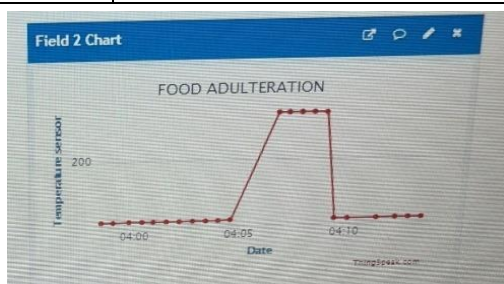 Field 2 Chart
FOOD ADULTERATION
Temperature sensor
200
04:00
04:05
04:10
Date
ThingSpeak.com